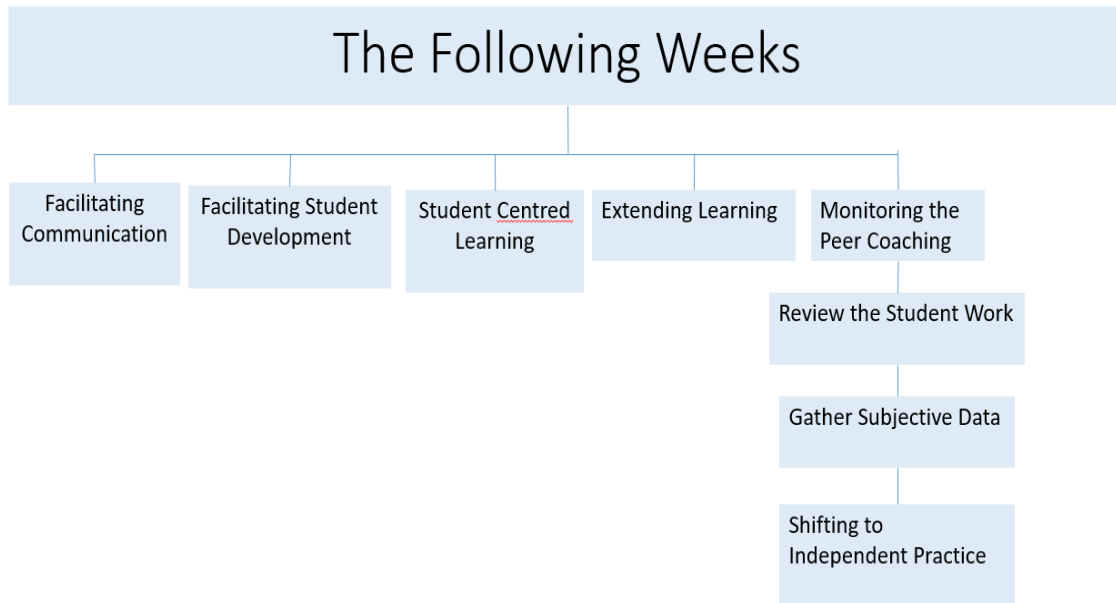 The Following Weeks
Facilitating
Communication
Facilitating Student
Development
Student Centred
Learning
Extending Learning
Monitoring the
Peer Coaching
Review the Student Work
Gather Subjective Data
Shifting to
Independent Practice